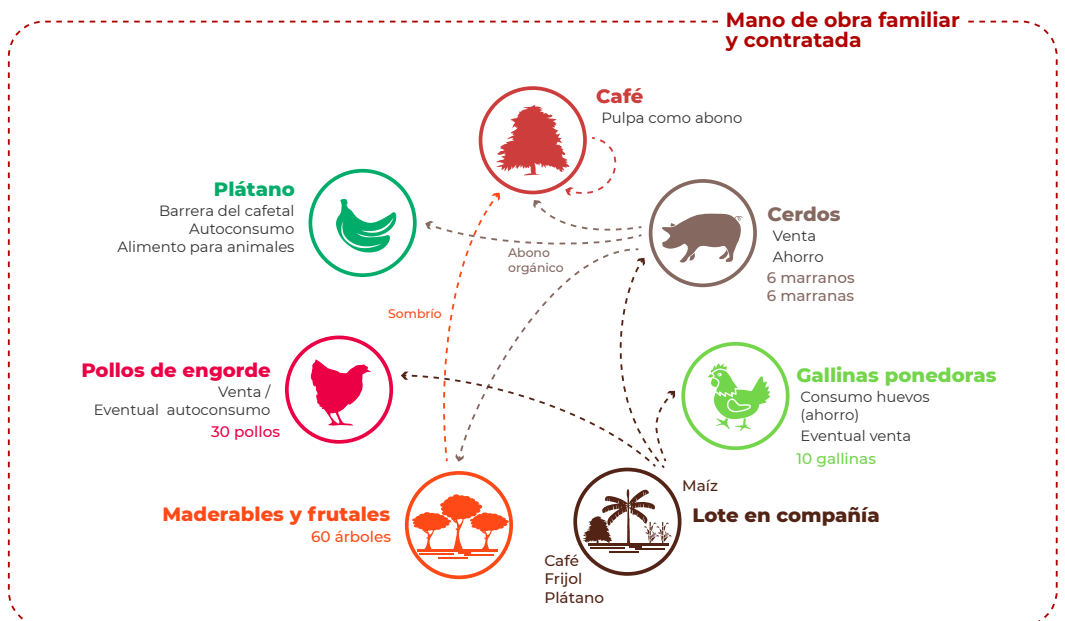 Mano de obra familiar
y contratada
Café
Pulpa como abono
Plátano
Barrera del cafetal
Autoconsumo
Alimento para animales
Cerdos
Venta
Ahorro
6 marranos
6 marranas
Abono
orgánico
Sombrío
Pollos de engorde
Venta /
Eventual autoconsumo
30 pollos
Gallinas ponedoras
Consumo huevos
(ahorro)
Eventual venta
10 gallinas
Maderables y frutales
60 árboles
Maíz
Lote en compañía
Café
Frijol
Plátano